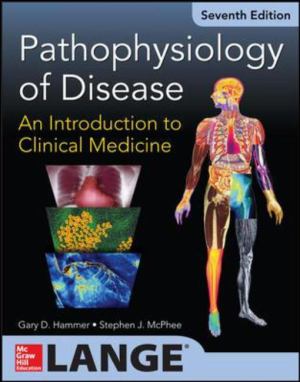 Seventh Edition
Pathophysiology
of Disease
An Introduction to
Clinical Medicine
Gary D. Hammer • Stephen J. McPhee
Mc
Graw
Hill
Education
LANGE®